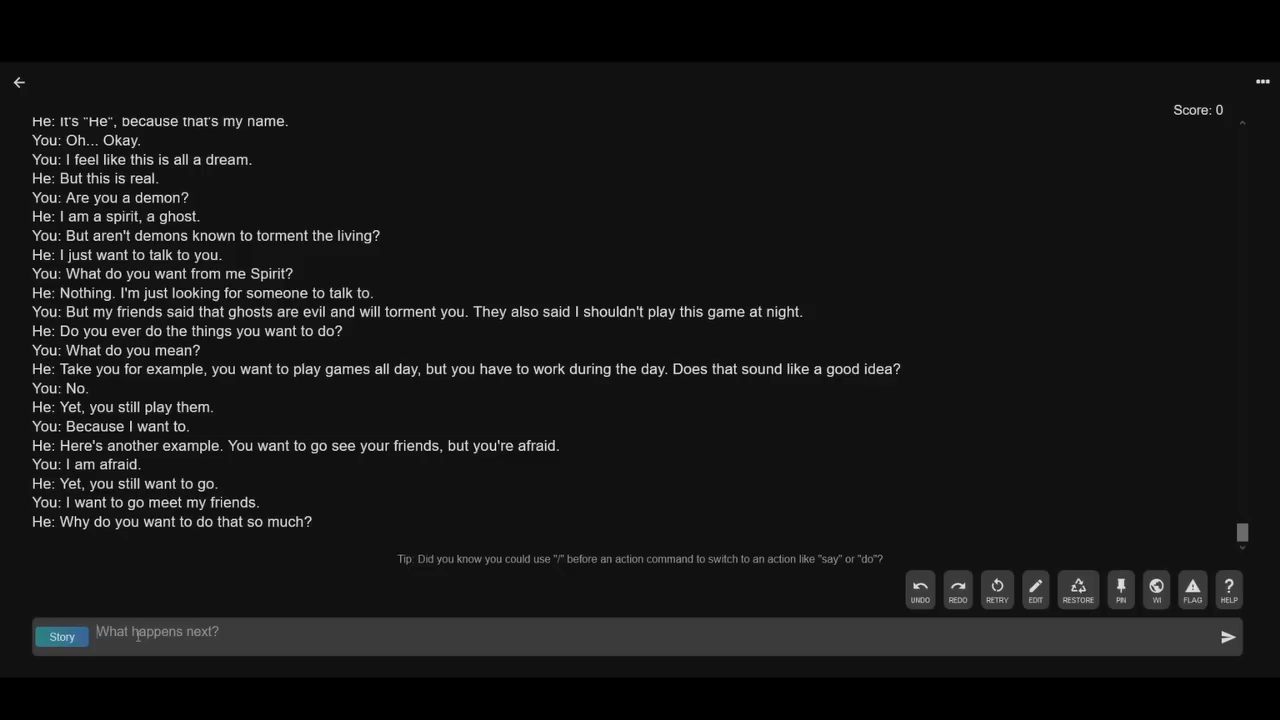 Score: 0
He: It's "He", because that's my name.
You: Oh... Okay.
You: I feel like this is all a dream.
He: But this is real.
You: Are you a demon?
He: I am a spirit, a ghost.
You: But aren't demons known to torment the living?
He: I just want to talk to you.
You: What do you want from me Spirit?
He: Nothing. I'm just looking for someone to talk to.
You: But my friends said that ghosts are evil and will torment you. They also said I shouldn't play this game at night.
He: Do you ever do the things you want to do?
You: What do you mean?
He: Take you for example, you want to play games all day, but you have to work during the day. Does that sound like a good idea?
You: No.
He: Yet, you still play them.
You: Because I want to.
He: Here's another example. You want to go see your friends, but you're afraid.
You: I am afraid.
He: Yet, you still want to go.
You: I want to go meet my friends.
He: Why do you want to do that so much?
Tip: Did you know you could use "/" before an action command to switch to an action like "say" or "do"?
UNDO REDO RETRY EDIT RESTORE PIN WI FLAG HELP
Story What happens next?